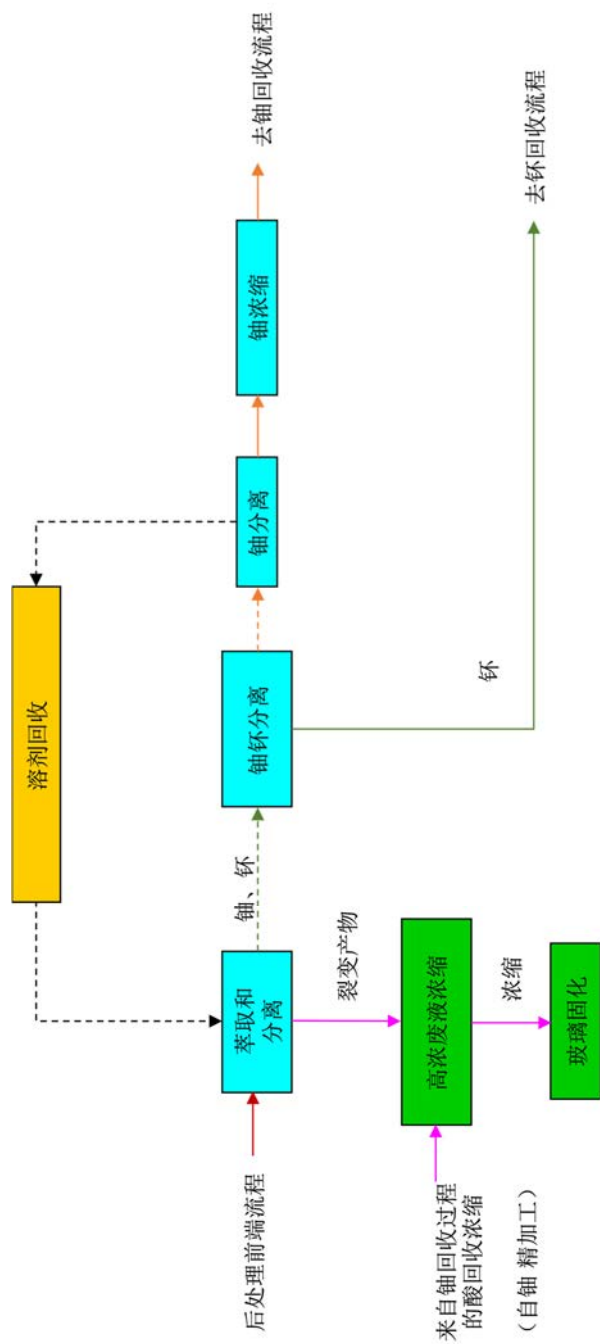 溶剂回收
后处理前端流程
萃取和
分离
铀、钚
铀钚分离
铀分离
铀浓缩
去铀回收流程
裂变产物
钚
去钚回收流程
来自铀回收过程
的酸回收浓缩
高浓废液浓缩
浓缩
（自铀 精加工）
玻璃固化